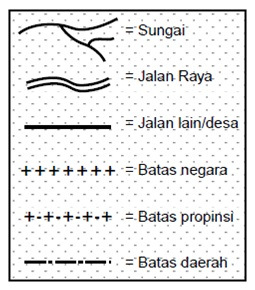 = Sungai
= Jalan Raya
= Jalan lain/desa
+++++++ = Batas negara
+-+-+-+-+ = Batas propinsi
= Batas daerah